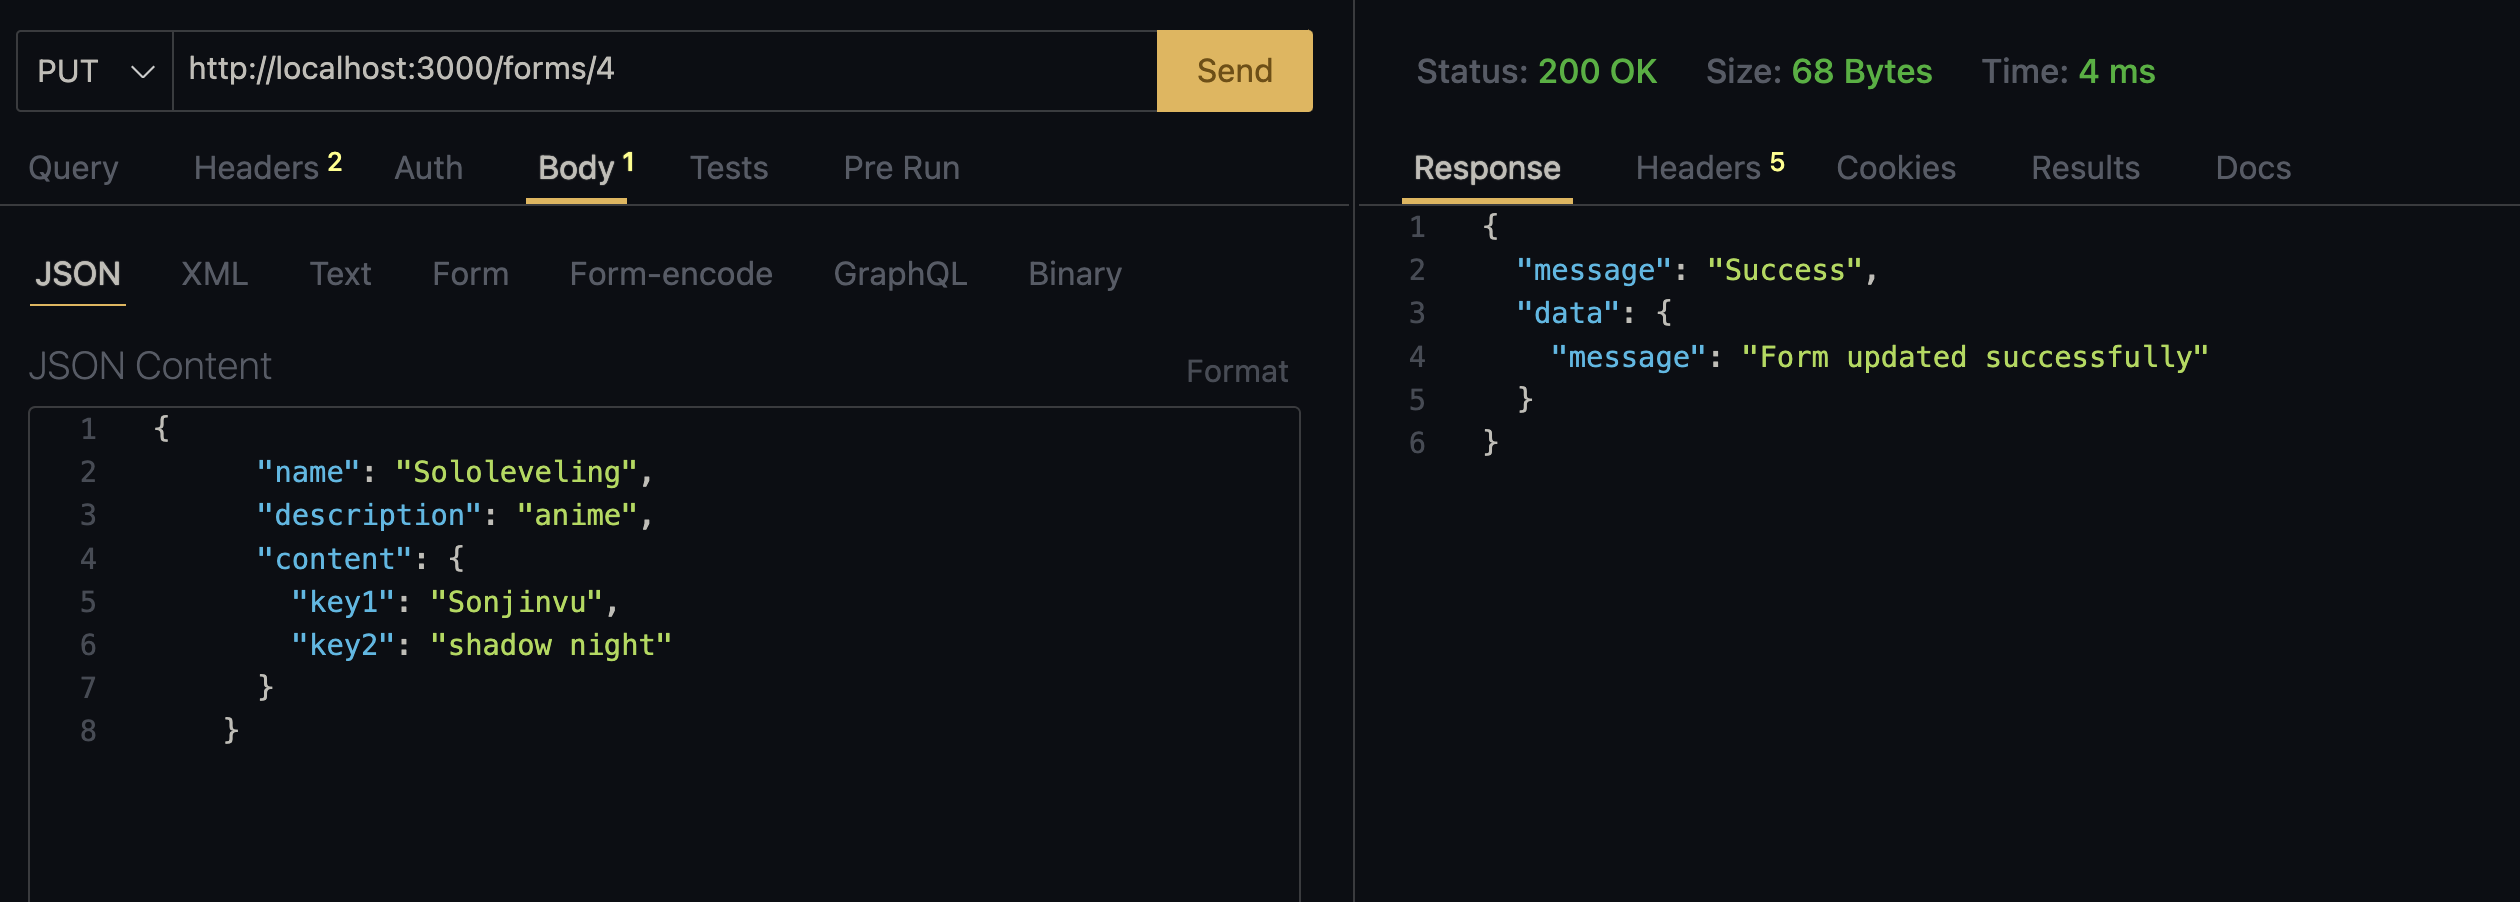 PUT http://localhost:3000/forms/4 Send
Query Headers 2 Auth Body 1 Tests Pre Run
JSON XML Text Form Form-encode GraphQL Binary
JSON Content Format
1 {
2 "name": "Sololeveling",
3 "description": "anime",
4 "content": {
5 "key1": "Sonjinvu",
6 "key2": "shadow night"
7 }
8 }
Status: 200 OK Size: 68 Bytes Time: 4 ms
Response Headers 5 Cookies Results Docs
1 {
2 "message": "Success",
3 "data": {
4 "message": "Form updated successfully"
5 }
6 }